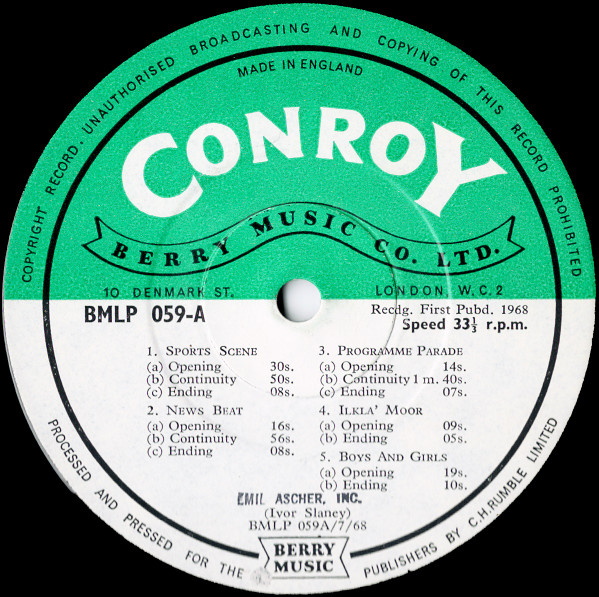 COPYRIGHT RECORD. UNAUTHORISED BROADCASTING AND COPYING OF THIS RECORD PROHIBITED
MADE IN ENGLAND
CONROY
BERRY MUSIC CO. LTD.
10 DENMARK ST. LONDON, W.C.2
BMLP 059-A
Recdg. First Pubd. 1968
Speed 33⅓ r.p.m.
1. SPORTS SCENE
(a) Opening 30s.
(b) Continuity 50s.
(c) Ending 08s.
2. NEWS BEAT
(a) Opening 16s.
(b) Continuity 56s.
(c) Ending 08s.
3. PROGRAMME PARADE
(a) Opening 14s.
(b) Continuity 1 m. 40s.
(c) Ending 07s.
4. ILKLA' MOOR
(a) Opening 09s.
(b) Ending 05s.
5. BOYS AND GIRLS
(a) Opening 19s.
(b) Ending 10s.
EMIL ASCHER, INC.
(Ivor Slaney)
BMLP 059A/7/68
BERRY
MUSIC
PROCESSED AND PRESSED FOR THE PUBLISHERS BY C.H.RUMBLE LIMITED